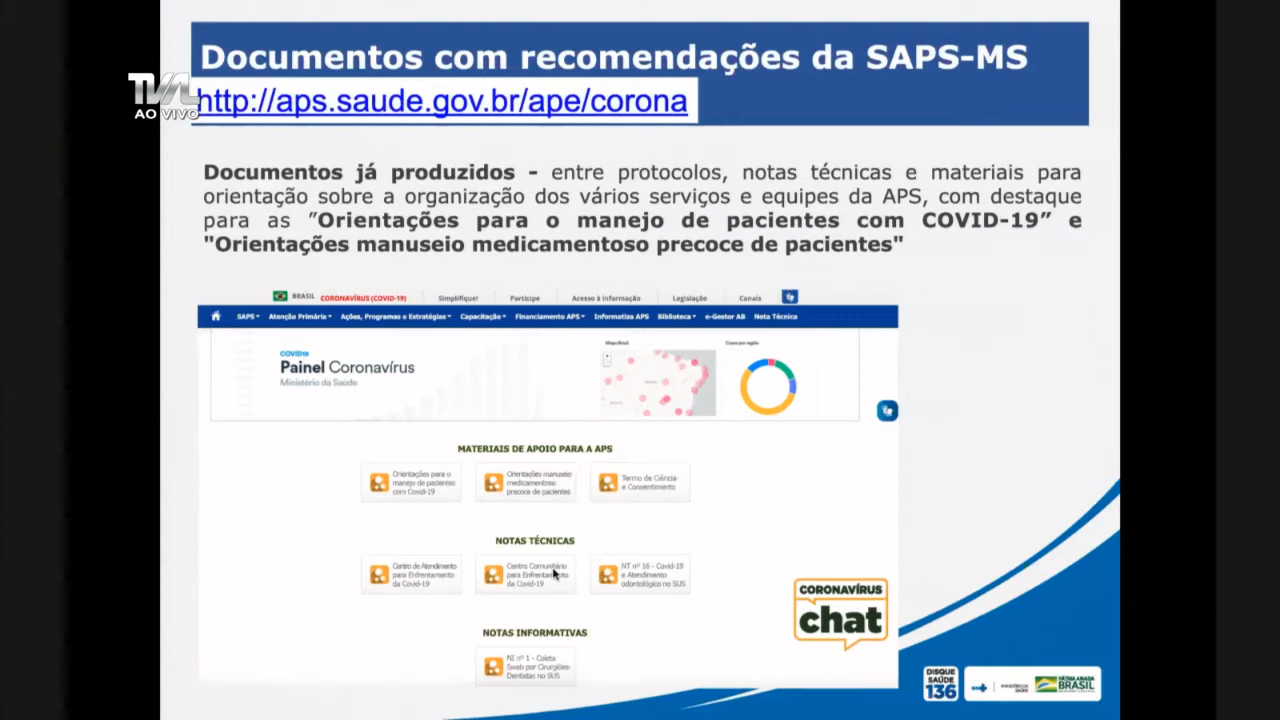 Documentos com recomendações da SAPS-MS
http://aps.saude.gov.br/ape/corona
TVAL
AO VIVO
Documentos já produzidos - entre protocolos, notas técnicas e materiais para
orientação sobre a organização dos vários serviços e equipes da APS, com destaque
para as ”Orientações para o manejo de pacientes com COVID-19” e
"Orientações manuseio medicamentoso precoce de pacientes"
BRASIL CORONAVÍRUS (COVID-19) Simplifique! Participe Acesso à informação Legislação Canais
SAPS Atenção Primária Ações, Programas e Estratégias Capacitação Financiamento APS Informatiza APS Biblioteca e-Gestor AB Nota Técnica
COVID19
Painel Coronavírus
Ministério da Saúde
Mapa Brasil
Casos por região
MATERIAIS DE APOIO PARA A APS
Orientações para o
manejo de pacientes
com Covid-19
Orientações manuseio
medicamentoso
precoce de pacientes
Termo de Ciência
e Consentimento
NOTAS TÉCNICAS
Centro de Atendimento
para Enfrentamento
da Covid-19
Centro Comunitário
para Enfrentamento
da Covid-19
NT nº 16 - Covid-19
e Atendimento
odontológico no SUS
NOTAS INFORMATIVAS
NI nº 1 - Coleta
Swab por Cirurgiões-
Dentistas no SUS
CORONAVÍRUS
chat
DISQUE
SAÚDE
136
MINISTÉRIO DA
SAÚDE
PÁTRIA AMADA
BRASIL